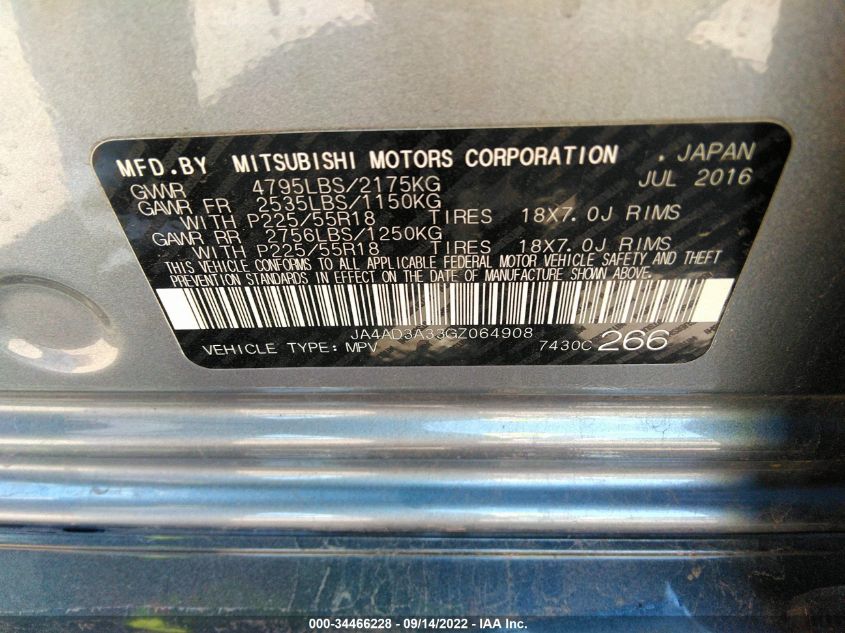 MFD.BY MITSUBISHI MOTORS CORPORATION . JAPAN
GVWR 4795LBS/2175KG JUL 2016
GAWR FR 2535LBS/1150KG
WITH P225/55R18 TIRES 18X7.0J RIMS
GAWR RR 2756LBS/1250KG
WITH P225/55R18 TIRES 18X7.0J RIMS
THIS VEHICLE CONFORMS TO ALL APPLICABLE FEDERAL MOTOR VEHICLE SAFETY AND THEFT
PREVENTION STANDARDS IN EFFECT ON THE DATE OF MANUFACTURE SHOWN ABOVE.
JA4AD3A33GZ064908
VEHICLE TYPE: MPV 7430C 266
000-34466228 - 09/14/2022 - IAA Inc.